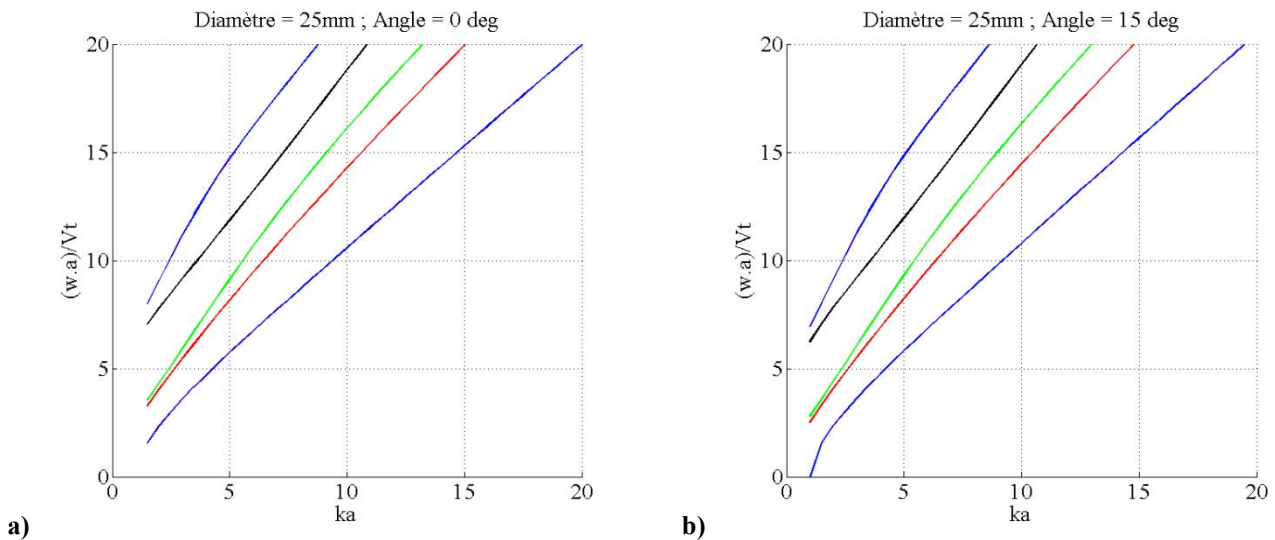 Diamètre = 25mm ; Angle = 0 deg
20
15
10
5
0
(w.a)/Vt
0 5 10 15 20
ka
a)
Diamètre = 25mm ; Angle = 15 deg
20
15
10
5
0
(w.a)/Vt
0 5 10 15 20
ka
b)